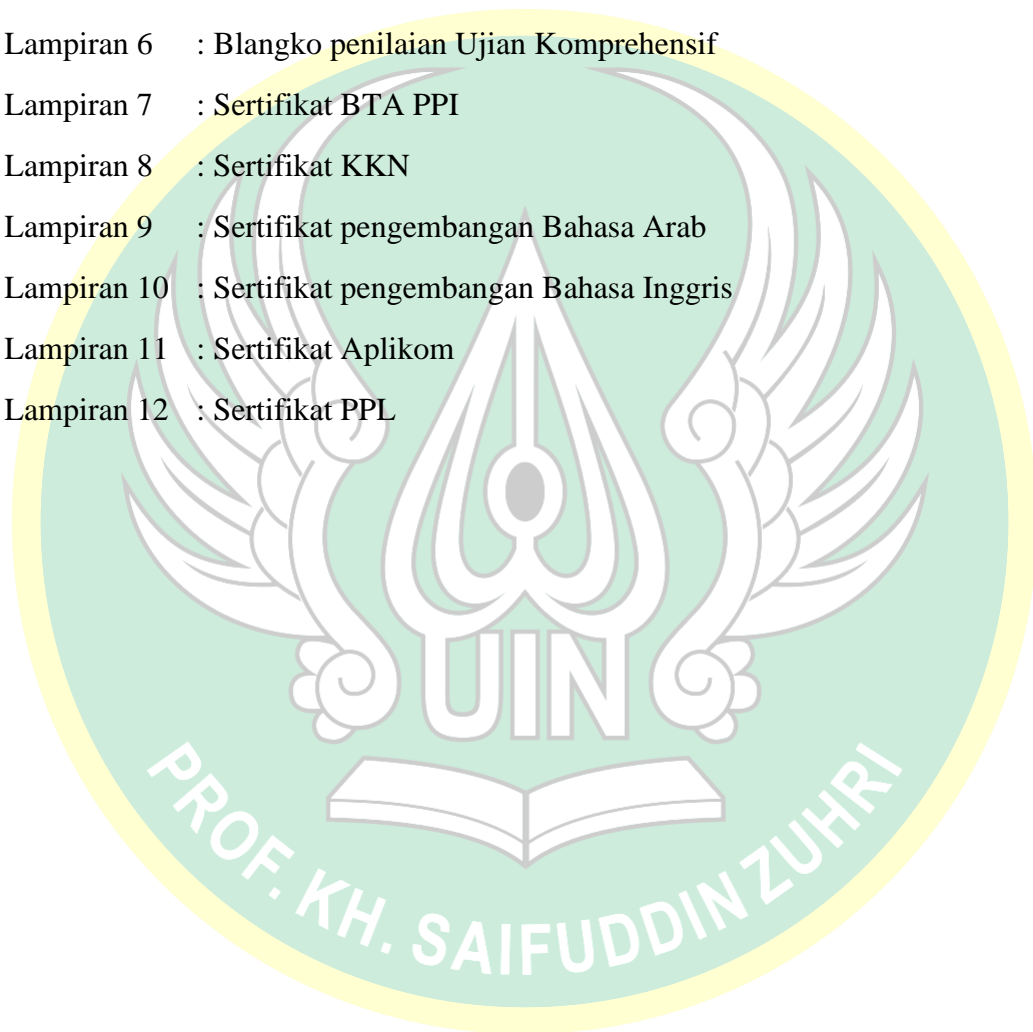 Lampiran 6 : Blangko penilaian Ujian Komprehensif
Lampiran 7 : Sertifikat BTA PPI
Lampiran 8 : Sertifikat KKN
Lampiran 9 : Sertifikat pengembangan Bahasa Arab
Lampiran 10 : Sertifikat pengembangan Bahasa Inggris
Lampiran 11 : Sertifikat Aplikom
Lampiran 12 : Sertifikat PPL
UIN
PROF. KH. SAIFUDDIN ZUHRI